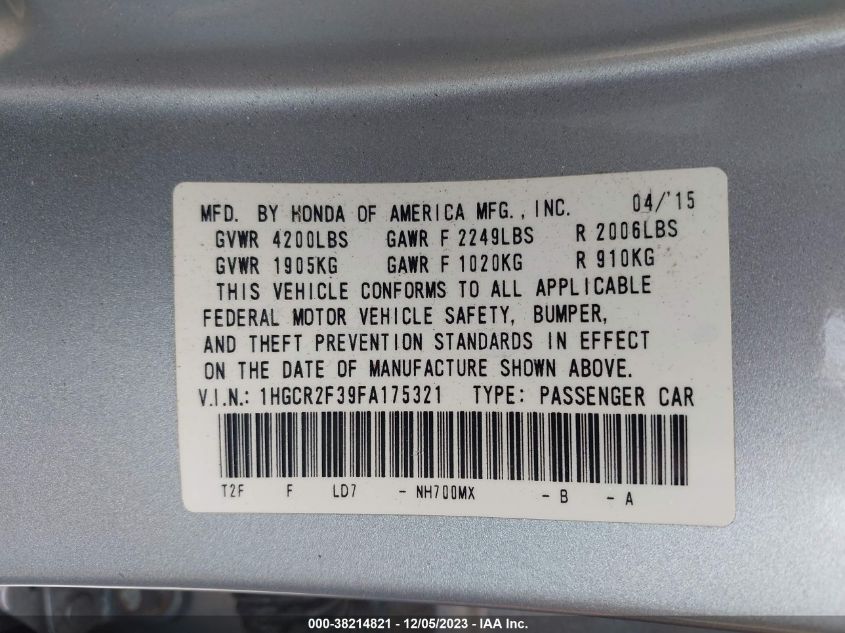 MFD. BY HONDA OF AMERICA MFG., INC. 04/'15
GVWR 4200LBS GAWR F 2249LBS R 2006LBS
GVWR 1905KG GAWR F 1020KG R 910KG
THIS VEHICLE CONFORMS TO ALL APPLICABLE
FEDERAL MOTOR VEHICLE SAFETY, BUMPER,
AND THEFT PREVENTION STANDARDS IN EFFECT
ON THE DATE OF MANUFACTURE SHOWN ABOVE.
V.I.N.: 1HGCR2F39FA175321 TYPE: PASSENGER CAR
T2F F LD7 - NH700MX - B - A
000-38214821 - 12/05/2023 - IAA Inc.